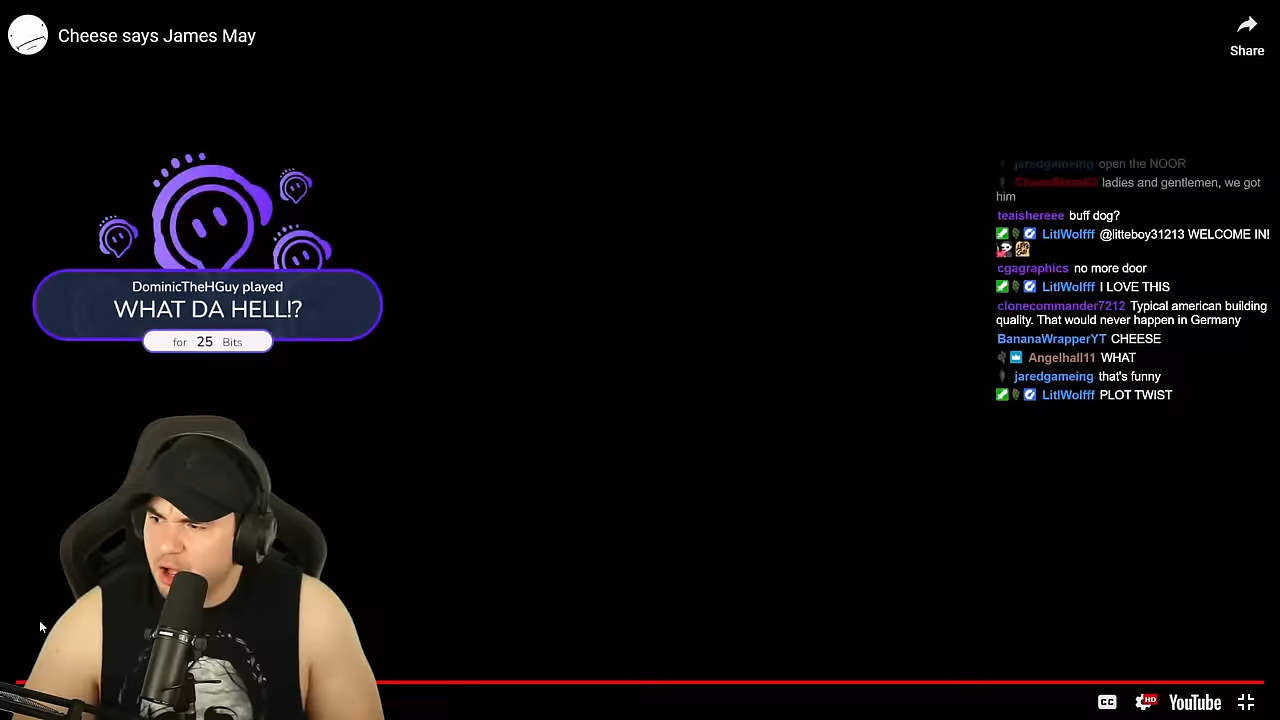 Cheese says James May
Share
DominicTheHGuy played
WHAT DA HELL!?
for 25 Bits
jaredgameing open the NOOR
ladies and gentlemen, we got
him
teaishereee buff dog?
LitlWolfff @litteboy31213 WELCOME IN!
cgagraphics no more door
LitlWolfff I LOVE THIS
clonecommander7212 Typical american building
quality. That would never happen in Germany
BananaWrapperYT CHEESE
Angelhall11 WHAT
jaredgameing that's funny
LitlWolfff PLOT TWIST
CC
HD
YouTube